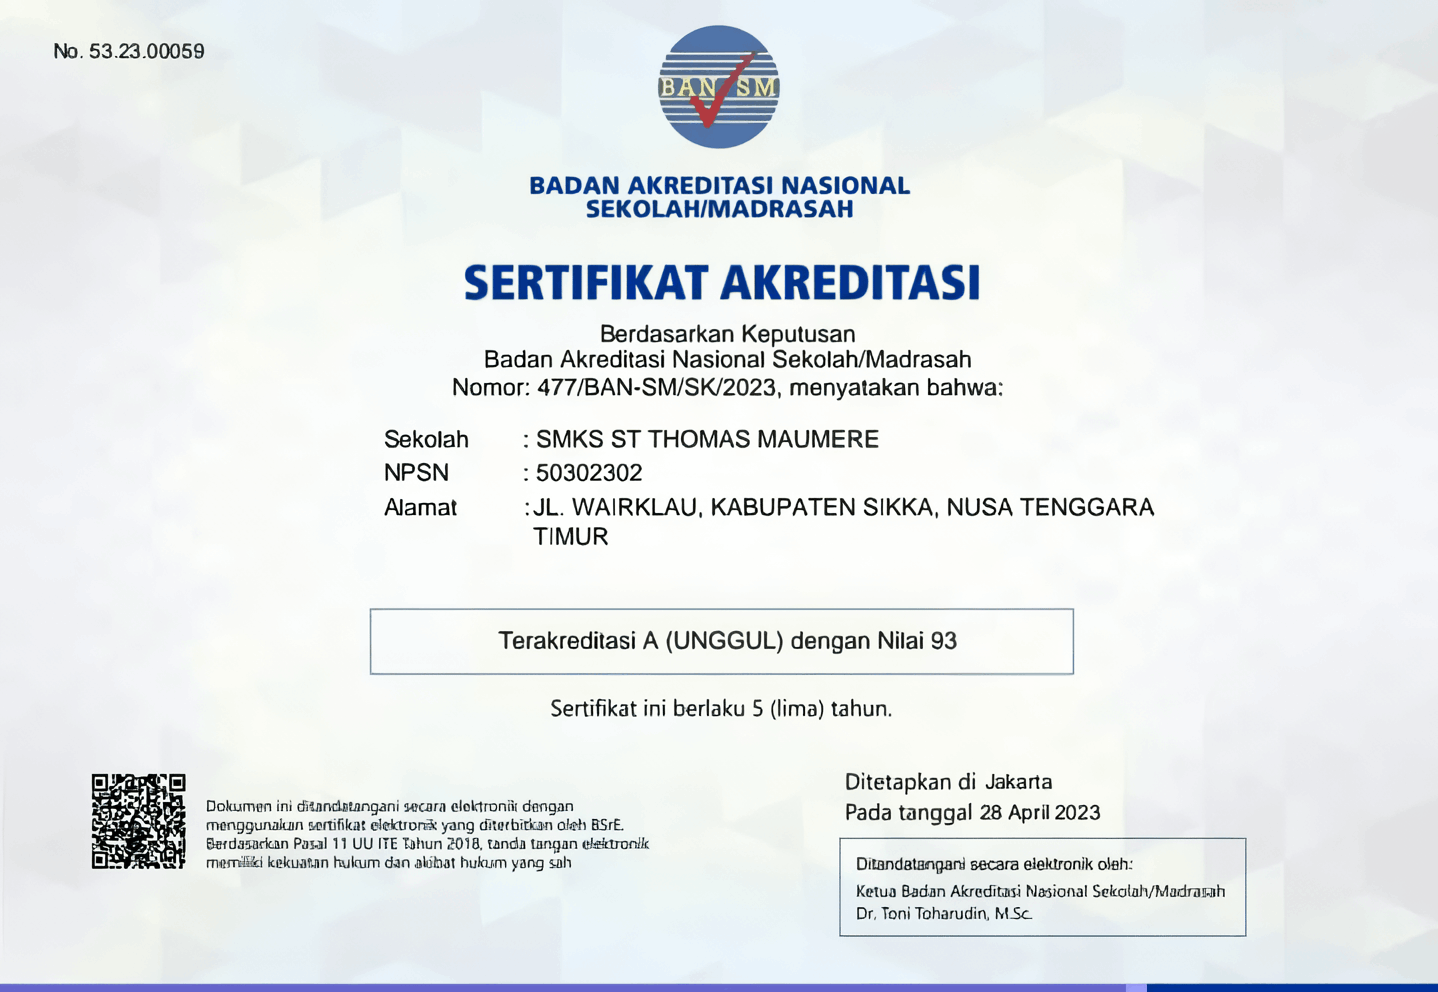 No. 53.23.00059
BAN SM
BADAN AKREDITASI NASIONAL
SEKOLAH/MADRASAH
SERTIFIKAT AKREDITASI
Berdasarkan Keputusan
Badan Akreditasi Nasional Sekolah/Madrasah
Nomor: 477/BAN-SM/SK/2023, menyatakan bahwa:
Sekolah : SMKS ST THOMAS MAUMERE
NPSN : 50302302
Alamat : JL. WAIRKLAU, KABUPATEN SIKKA, NUSA TENGGARA
TIMUR
Terakreditasi A (UNGGUL) dengan Nilai 93
Sertifikat ini berlaku 5 (lima) tahun.
Dokumen ini ditandatangani secara elektronik dengan
menggunakan sertifikat elektronik yang diterbitkan oleh BSrE.
Berdasarkan Pasal 11 UU ITE Tahun 2018, tanda tangan elektronik
memiliki kekuatan hukum dan akibat hukum yang sah
Ditetapkan di Jakarta
Pada tanggal 28 April 2023
Ditandatangani secara elektronik oleh:
Ketua Badan Akreditasi Nasional Sekolah/Madrasah
Dr. Toni Toharudin, M.Sc.